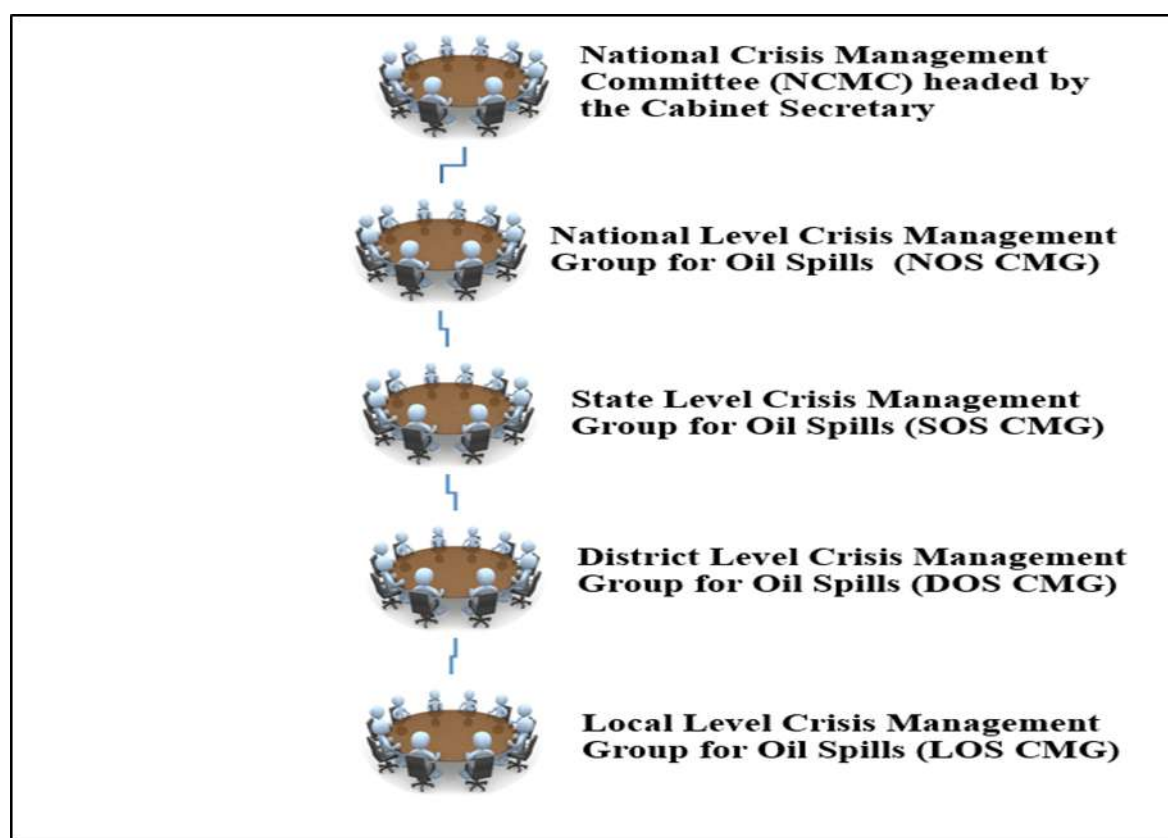 National Crisis Management
Committee (NCMC) headed by
the Cabinet Secretary
National Level Crisis Management
Group for Oil Spills (NOS CMG)
State Level Crisis Management
Group for Oil Spills (SOS CMG)
District Level Crisis Management
Group for Oil Spills (DOS CMG)
Local Level Crisis Management
Group for Oil Spills (LOS CMG)